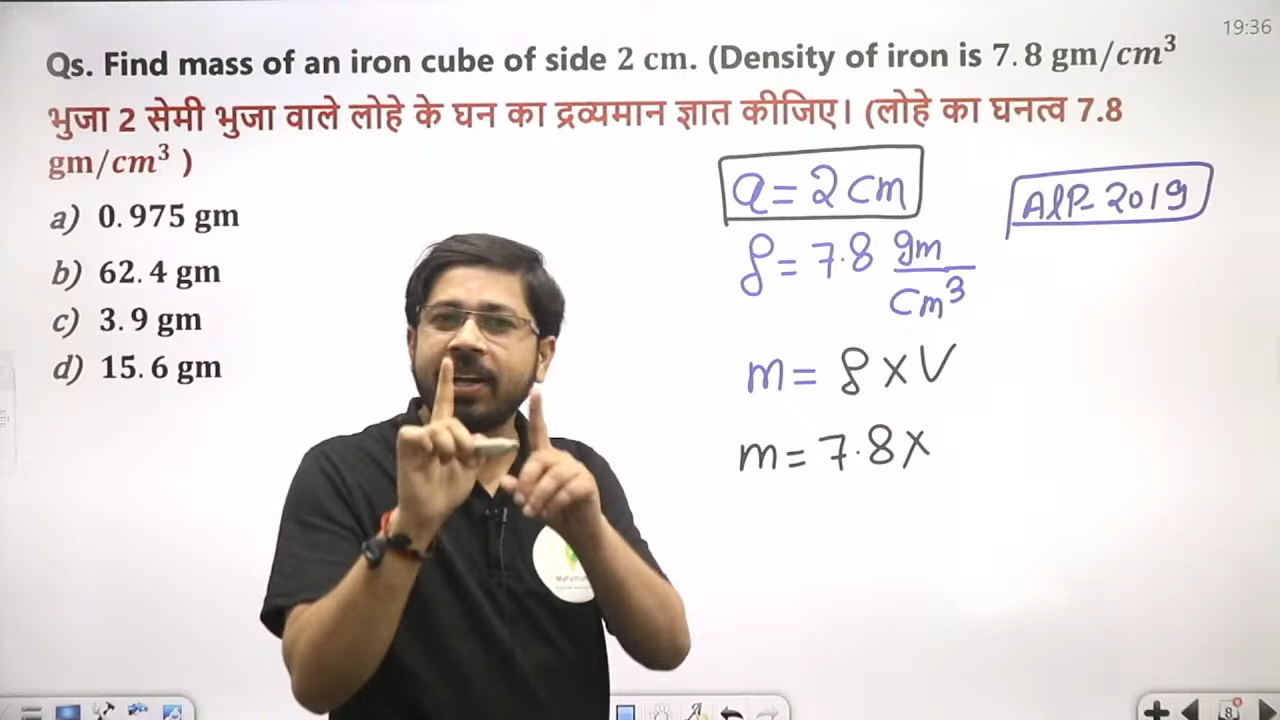 19:36
Qs. Find mass of an iron cube of side 2 cm. (Density of iron is 7.8 gm/cm³
भुजा 2 सेमी भुजा वाले लोहे के घन का द्रव्यमान ज्ञात कीजिए। (लोहे का घनत्व 7.8
gm/cm³ )
a) 0.975 gm
b) 62.4 gm
c) 3.9 gm
d) 15.6 gm
a = 2 cm
ALP-2019
ρ = 7.8 gm/cm³
m = ρ × V
m = 7.8 ×
8